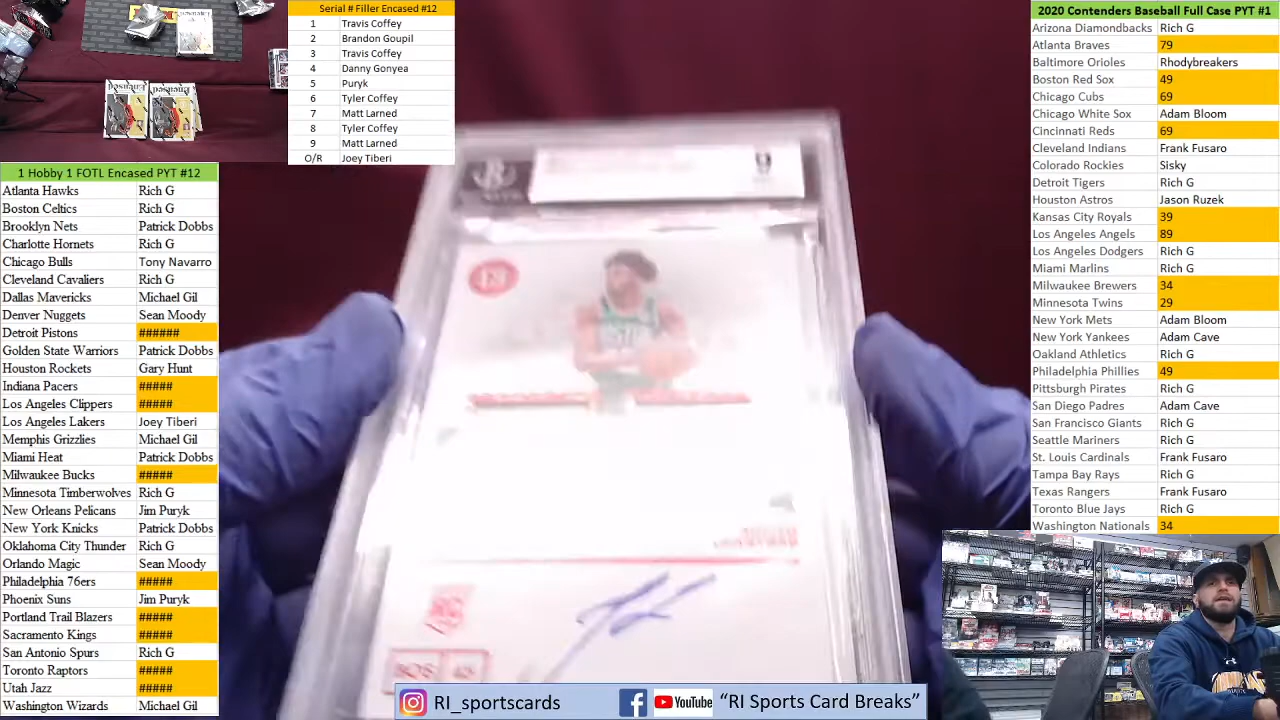 Serial # Filler Encased #12
1 Travis Coffey
2 Brandon Goupil
3 Travis Coffey
4 Danny Gonyea
5 Puryk
6 Tyler Coffey
7 Matt Larned
8 Tyler Coffey
9 Matt Larned
O/R Joey Tiberi
1 Hobby 1 FOTL Encased PYT #12
Atlanta Hawks Rich G
Boston Celtics Rich G
Brooklyn Nets Patrick Dobbs
Charlotte Hornets Rich G
Chicago Bulls Tony Navarro
Cleveland Cavaliers Rich G
Dallas Mavericks Michael Gil
Denver Nuggets Sean Moody
Detroit Pistons ######
Golden State Warriors Patrick Dobbs
Houston Rockets Gary Hunt
Indiana Pacers #####
Los Angeles Clippers #####
Los Angeles Lakers Joey Tiberi
Memphis Grizzlies Michael Gil
Miami Heat Patrick Dobbs
Milwaukee Bucks #####
Minnesota Timberwolves Rich G
New Orleans Pelicans Jim Puryk
New York Knicks Patrick Dobbs
Oklahoma City Thunder Rich G
Orlando Magic Sean Moody
Philadelphia 76ers #####
Phoenix Suns Jim Puryk
Portland Trail Blazers #####
Sacramento Kings #####
San Antonio Spurs Rich G
Toronto Raptors #####
Utah Jazz #####
Washington Wizards Michael Gil
2020 Contenders Baseball Full Case PYT #1
Arizona Diamondbacks Rich G
Atlanta Braves 79
Baltimore Orioles Rhodybreakers
Boston Red Sox 49
Chicago Cubs 69
Chicago White Sox Adam Bloom
Cincinnati Reds 69
Cleveland Indians Frank Fusaro
Colorado Rockies Sisky
Detroit Tigers Rich G
Houston Astros Jason Ruzek
Kansas City Royals 39
Los Angeles Angels 89
Los Angeles Dodgers Rich G
Miami Marlins Rich G
Milwaukee Brewers 34
Minnesota Twins 29
New York Mets Adam Bloom
New York Yankees Adam Cave
Oakland Athletics Rich G
Philadelphia Phillies 49
Pittsburgh Pirates Rich G
San Diego Padres Adam Cave
San Francisco Giants Rich G
Seattle Mariners Rich G
St. Louis Cardinals Frank Fusaro
Tampa Bay Rays Rich G
Texas Rangers Frank Fusaro
Toronto Blue Jays Rich G
Washington Nationals 34
RI_sportscards YouTube “RI Sports Card Breaks”